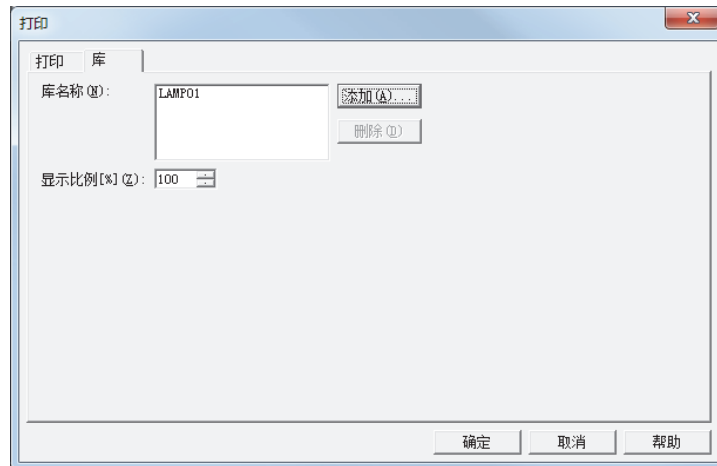 打印
打印 库
库名称(N): LAMP01 添加(A)...
删除(D)
显示比例[%](Z): 100
确定 取消 帮助